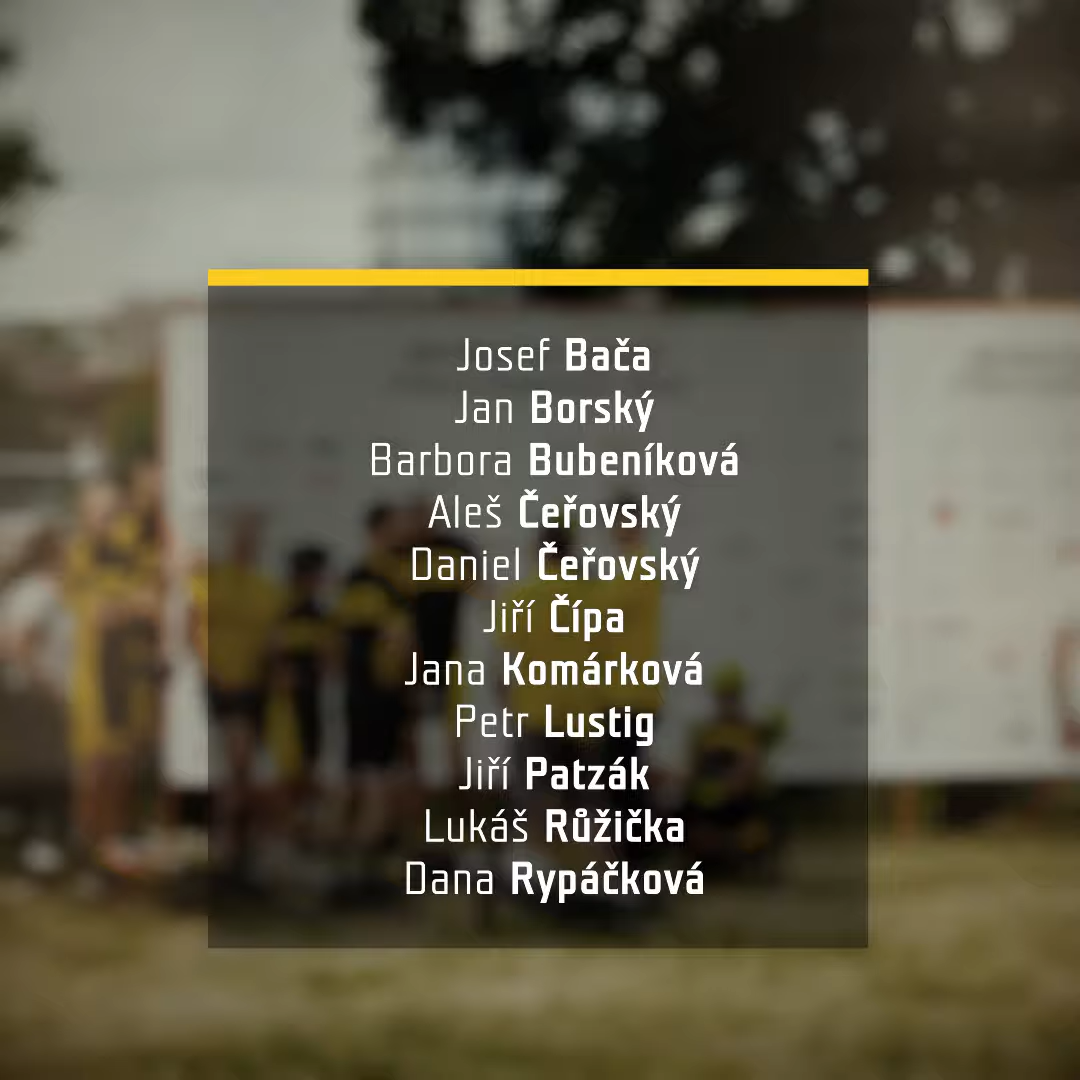 Josef Bača
Jan Borský
Barbora Bubeníková
Aleš Čeřovský
Daniel Čeřovský
Jiří Čípa
Jana Komárková
Petr Lustig
Jiří Patzák
Lukáš Růžička
Dana Rypáčková